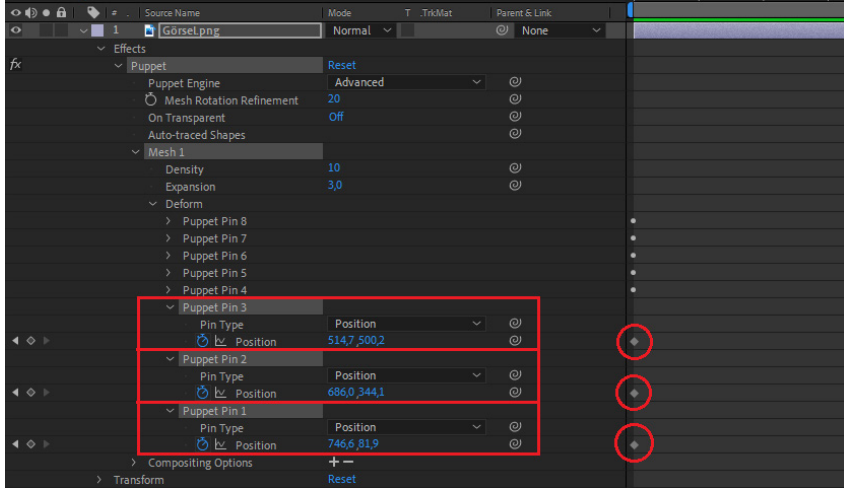 # . Source Name Mode T .TrkMat Parent & Link
1 Görsel.png Normal None
Effects
fx Puppet Reset
Puppet Engine Advanced
Mesh Rotation Refinement 20
On Transparent Off
Auto-traced Shapes
Mesh 1
Density 10
Expansion 3,0
Deform
Puppet Pin 8
Puppet Pin 7
Puppet Pin 6
Puppet Pin 5
Puppet Pin 4
Puppet Pin 3
Pin Type Position
Position 514,7 ,500,2
Puppet Pin 2
Pin Type Position
Position 686,0 ,344,1
Puppet Pin 1
Pin Type Position
Position 746,6 ,81,9
Compositing Options + −
Transform Reset